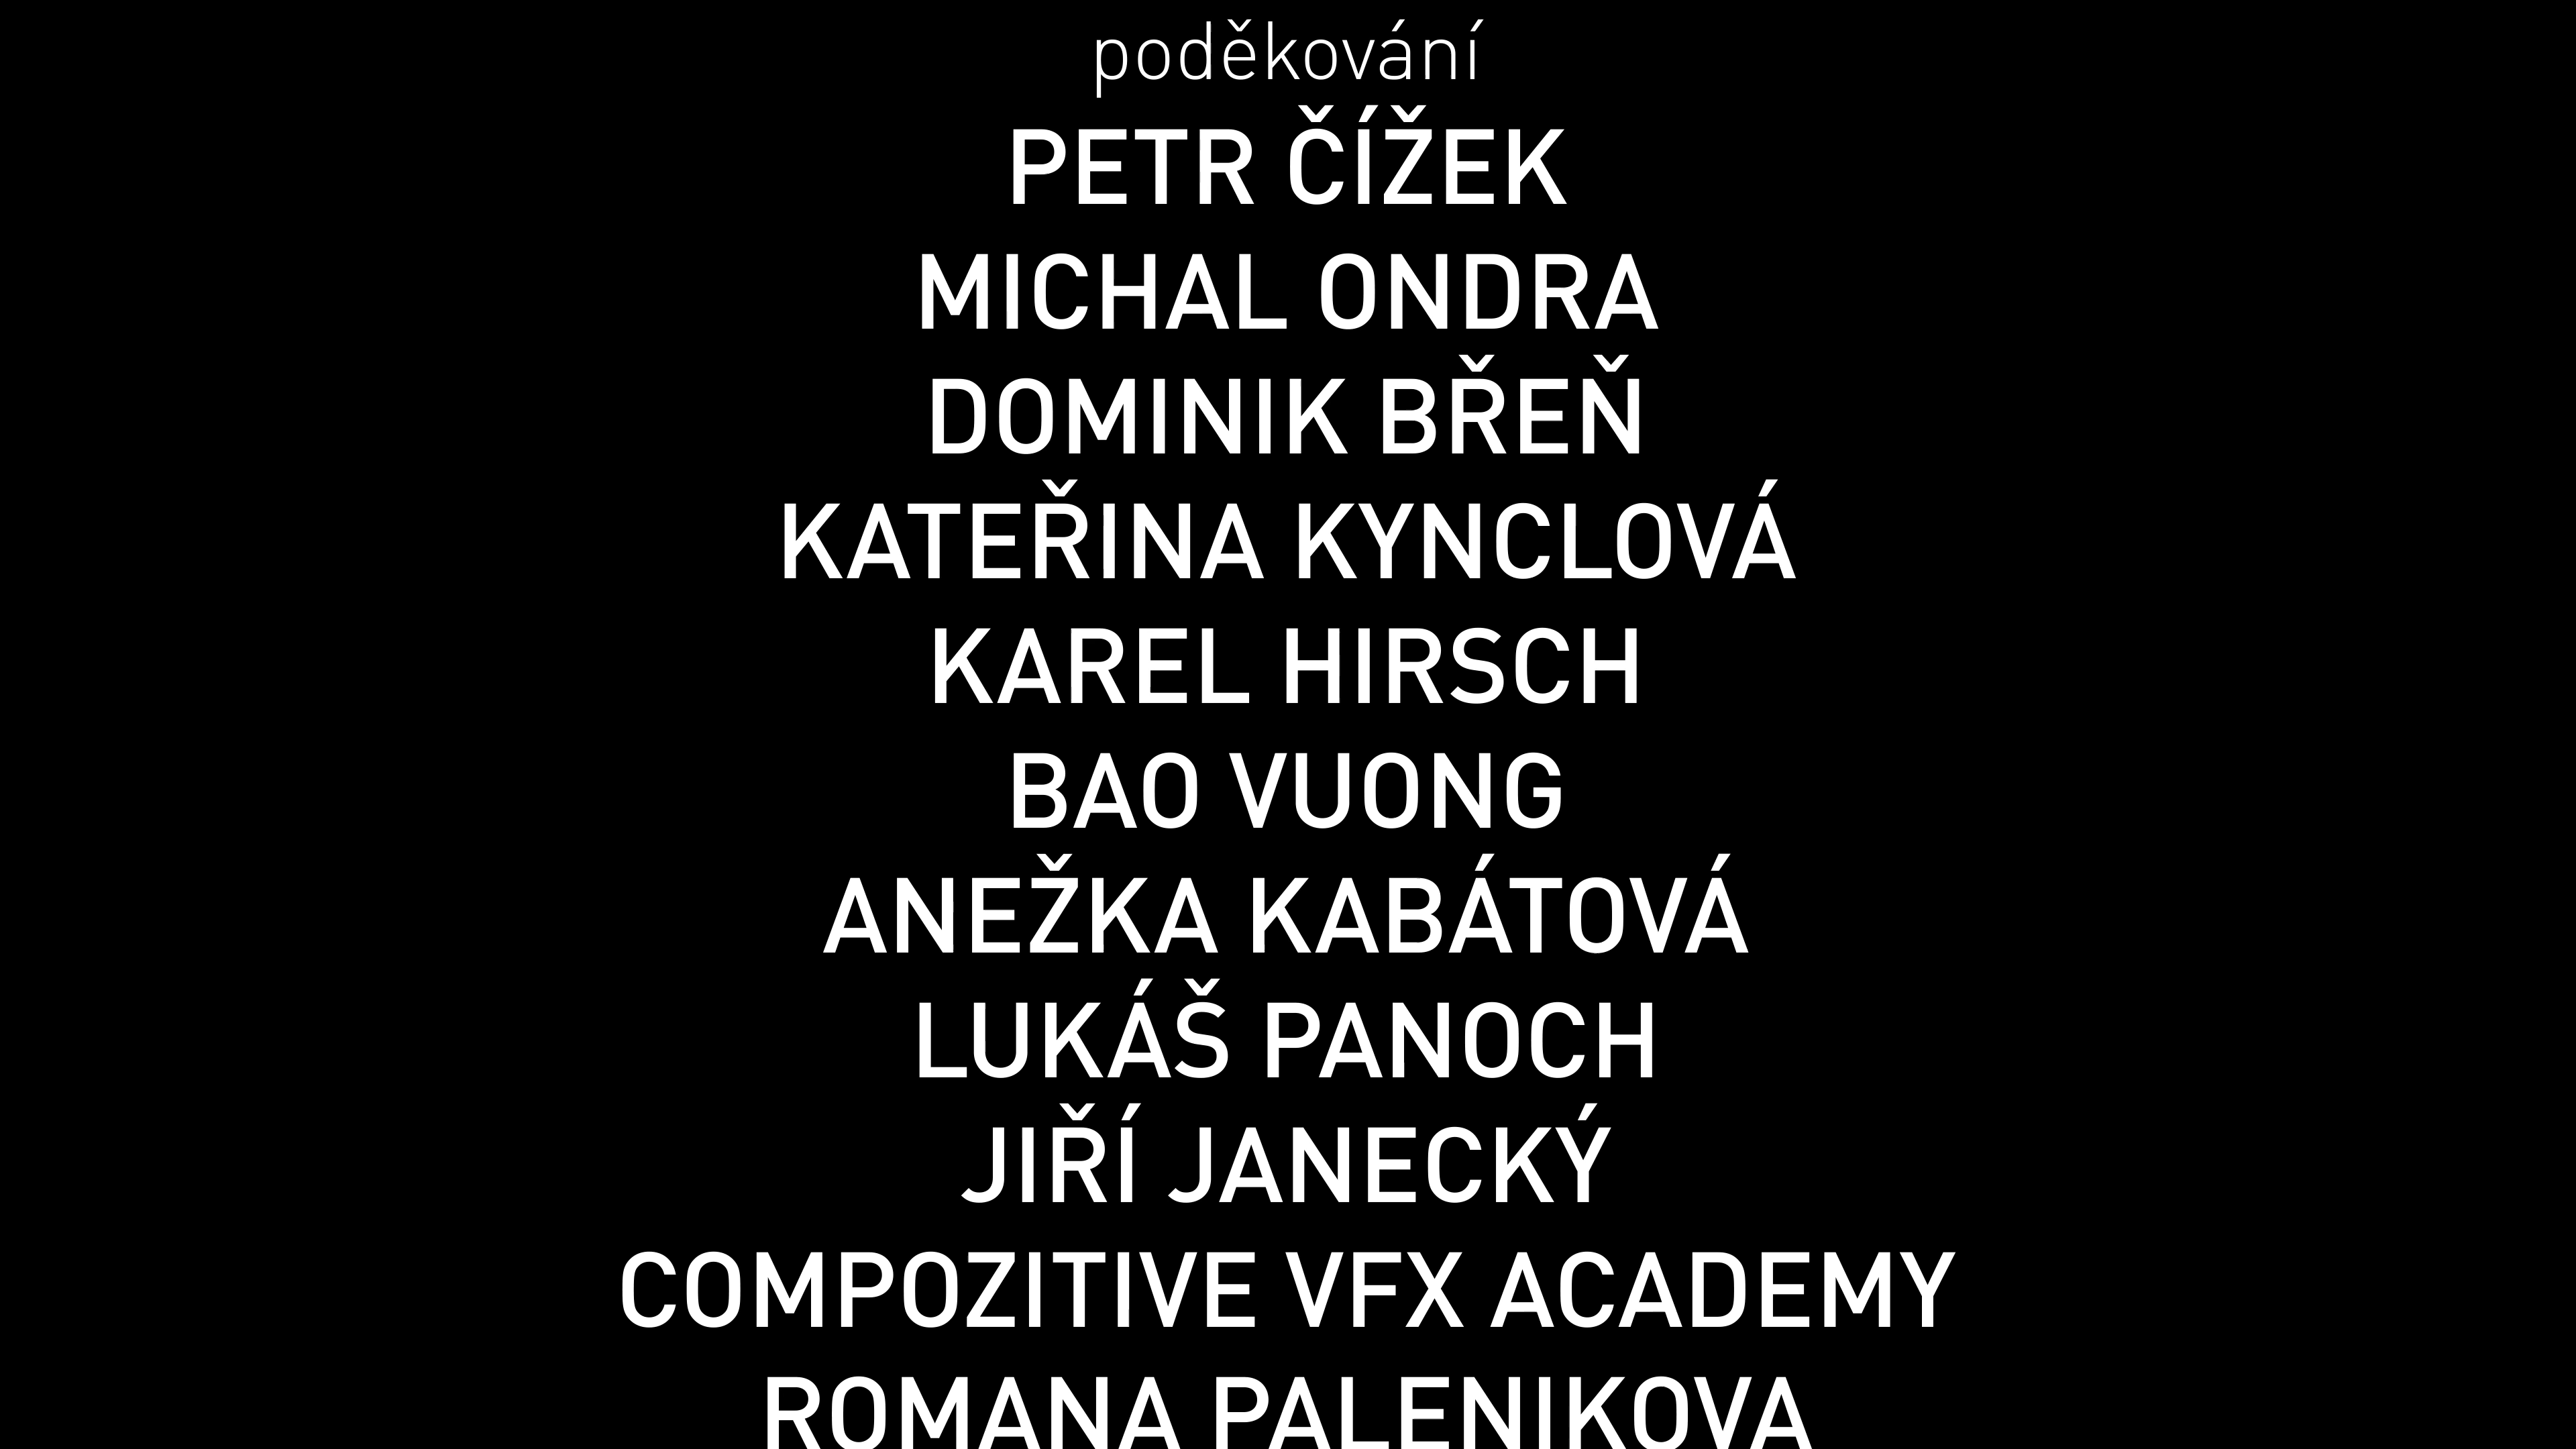 poděkování
PETR ČÍŽEK
MICHAL ONDRA
DOMINIK BŘEŇ
KATEŘINA KYNCLOVÁ
KAREL HIRSCH
BAO VUONG
ANEŽKA KABÁTOVÁ
LUKÁŠ PANOCH
JIŘÍ JANECKÝ
COMPOZITIVE VFX ACADEMY
ROMANA PALENIKOVA